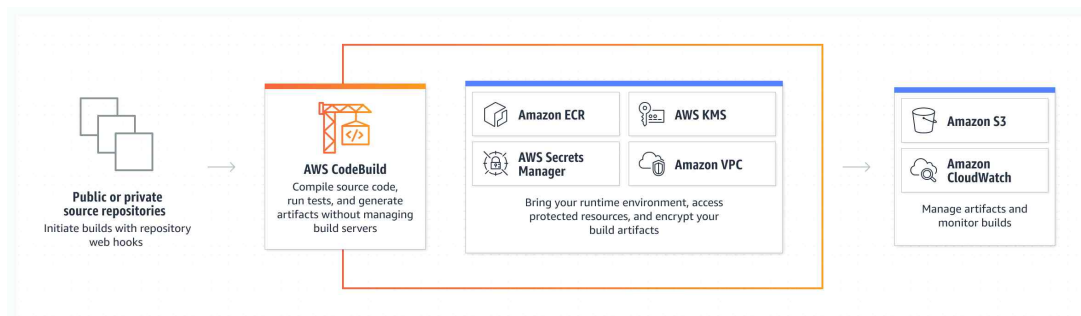 Public or private
source repositories
Initiate builds with repository
web hooks
</>
AWS CodeBuild
Compile source code,
run tests, and generate
artifacts without managing
build servers
Amazon ECR
AWS KMS
AWS Secrets
Manager
Amazon VPC
Bring your runtime environment, access
protected resources, and encrypt your
build artifacts
Amazon S3
Amazon
CloudWatch
Manage artifacts and
monitor builds